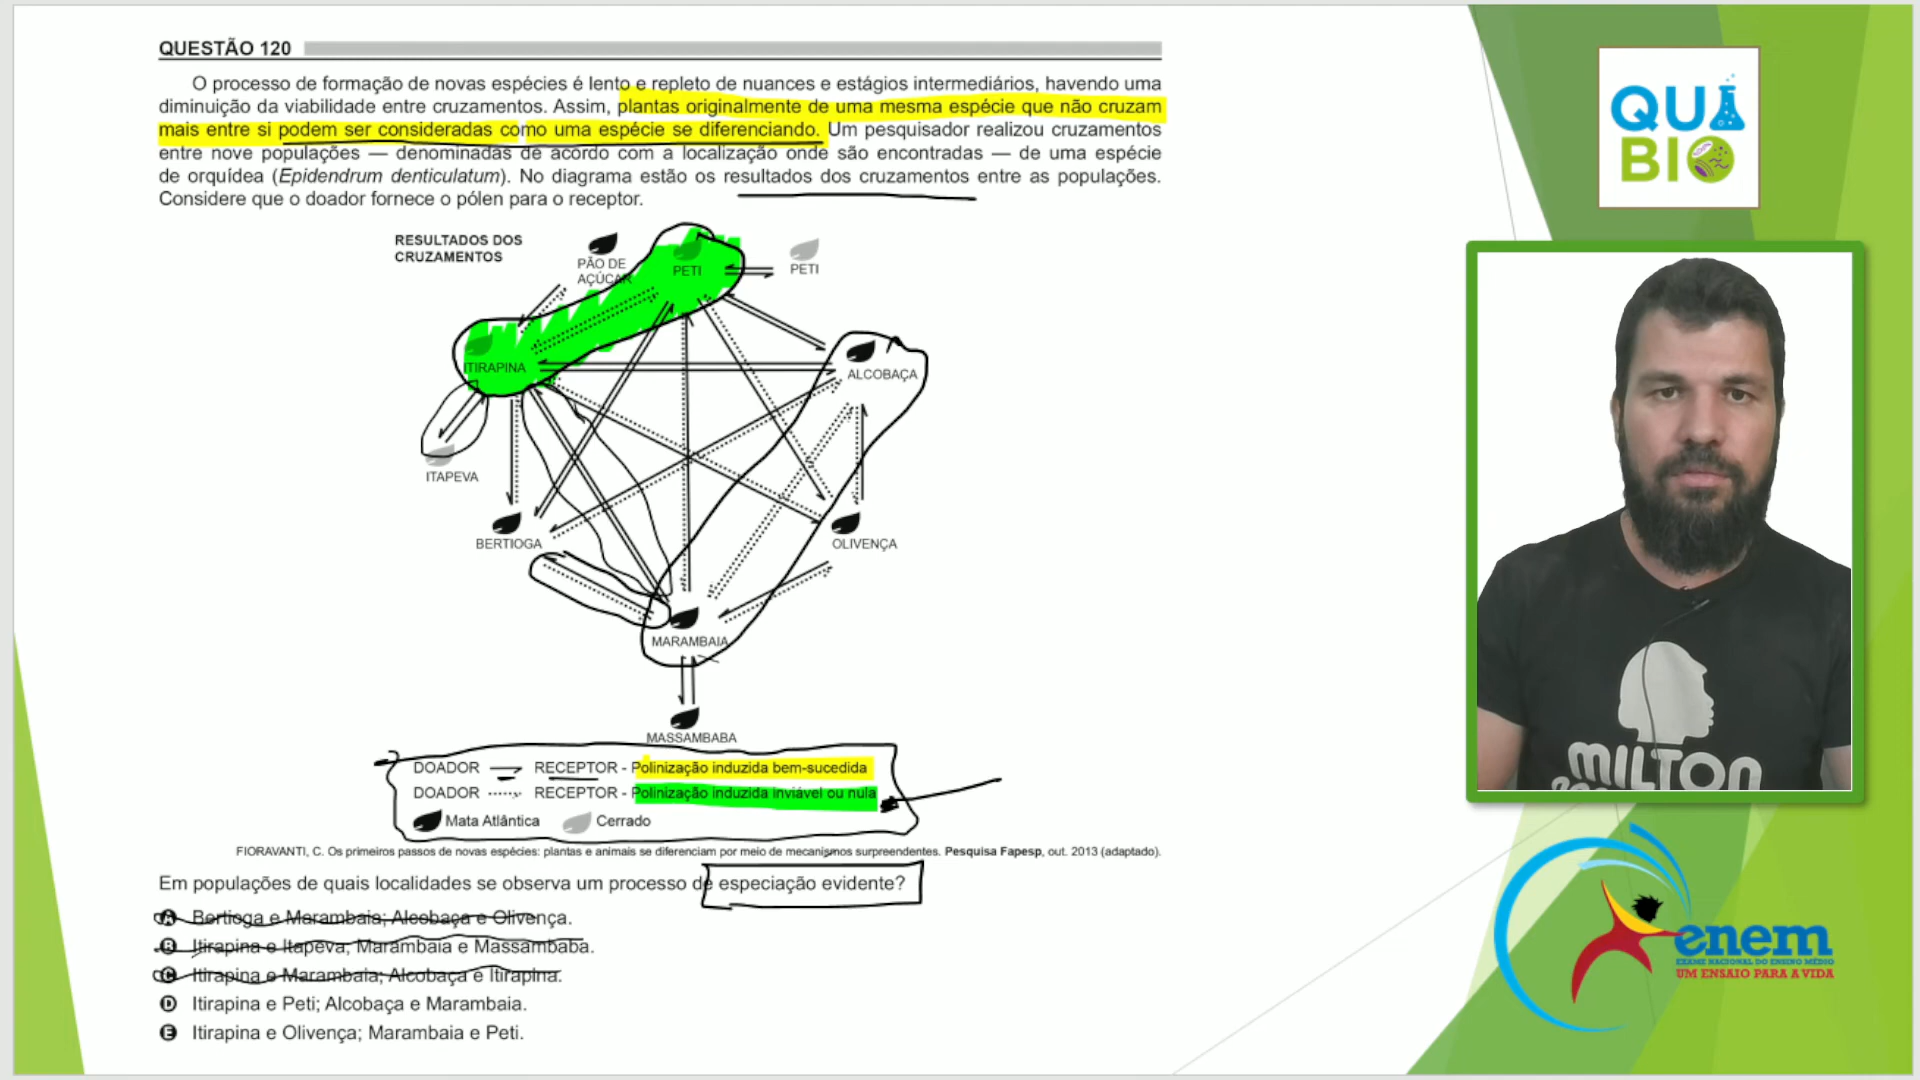 QUESTÃO 120
O processo de formação de novas espécies é lento e repleto de nuances e estágios intermediários, havendo uma
diminuição da viabilidade entre cruzamentos. Assim, plantas originalmente de uma mesma espécie que não cruzam
mais entre si podem ser consideradas como uma espécie se diferenciando. Um pesquisador realizou cruzamentos
entre nove populações — denominadas de acordo com a localização onde são encontradas — de uma espécie
de orquídea (Epidendrum denticulatum). No diagrama estão os resultados dos cruzamentos entre as populações.
Considere que o doador fornece o pólen para o receptor.
RESULTADOS DOS
CRUZAMENTOS
PÃO DE
AÇÚCAR
PETI
PETI
ITIRAPINA
ALCOBAÇA
ITAPEVA
BERTIOGA
OLIVENÇA
MARAMBAIA
MASSAMBABA
DOADOR RECEPTOR - Polinização induzida bem-sucedida
DOADOR RECEPTOR - Polinização induzida inviável ou nula
Mata Atlântica Cerrado
FIORAVANTI, C. Os primeiros passos de novas espécies: plantas e animais se diferenciam por meio de mecanismos surpreendentes. Pesquisa Fapesp, out. 2013 (adaptado).
Em populações de quais localidades se observa um processo de especiação evidente?
A Bertioga e Marambaia; Alcobaça e Olivença.
B Itirapina e Itapeva; Marambaia e Massambaba.
C Itirapina e Marambaia; Alcobaça e Itirapina.
D Itirapina e Peti; Alcobaça e Marambaia.
E Itirapina e Olivença; Marambaia e Peti.
QUÍ
BIO
MILTON
enem
EXAME NACIONAL DO ENSINO MÉDIO
UM ENSAIO PARA A VIDA